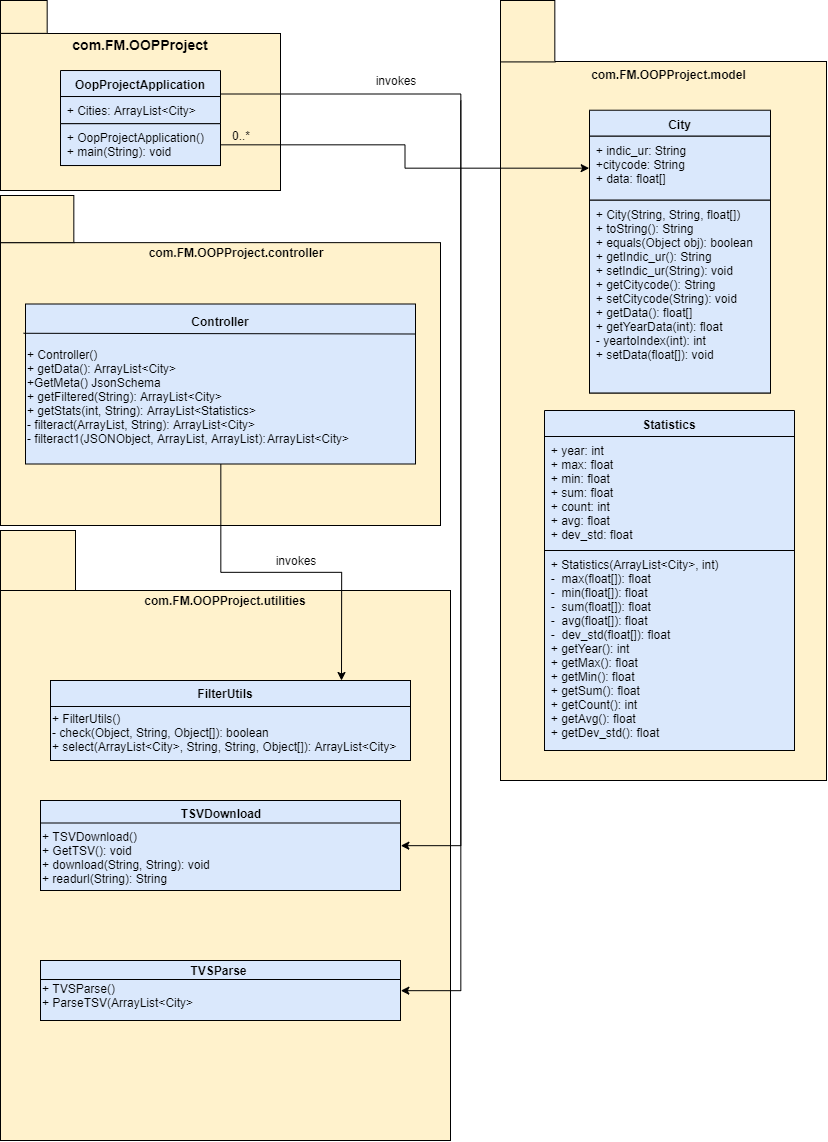 com.FM.OOPProject
OopProjectApplication
+ Cities: ArrayList<City>
+ OopProjectApplication()
+ main(String): void
invokes
0..*
com.FM.OOPProject.model
City
+ indic_ur: String
+citycode: String
+ data: float[]
+ City(String, String, float[])
+ toString(): String
+ equals(Object obj): boolean
+ getIndic_ur(): String
+ setIndic_ur(String): void
+ getCitycode(): String
+ setCitycode(String): void
+ getData(): float[]
+ getYearData(int): float
- yeartoIndex(int): int
+ setData(float[]): void
Statistics
+ year: int
+ max: float
+ min: float
+ sum: float
+ count: int
+ avg: float
+ dev_std: float
+ Statistics(ArrayList<City>, int)
- max(float[]): float
- min(float[]): float
- sum(float[]): float
- avg(float[]): float
- dev_std(float[]): float
+ getYear(): int
+ getMax(): float
+ getMin(): float
+ getSum(): float
+ getCount(): int
+ getAvg(): float
+ getDev_std(): float
com.FM.OOPProject.controller
Controller
+ Controller()
+ getData(): ArrayList<City>
+GetMeta() JsonSchema
+ getFiltered(String): ArrayList<City>
+ getStats(int, String): ArrayList<Statistics>
- filteract(ArrayList, String): ArrayList<City>
- filteract1(JSONObject, ArrayList, ArrayList): ArrayList<City>
invokes
com.FM.OOPProject.utilities
FilterUtils
+ FilterUtils()
- check(Object, String, Object[]): boolean
+ select(ArrayList<City>, String, String, Object[]): ArrayList<City>
TSVDownload
+ TSVDownload()
+ GetTSV(): void
+ download(String, String): void
+ readurl(String): String
TVSParse
+ TVSParse()
+ ParseTSV(ArrayList<City>